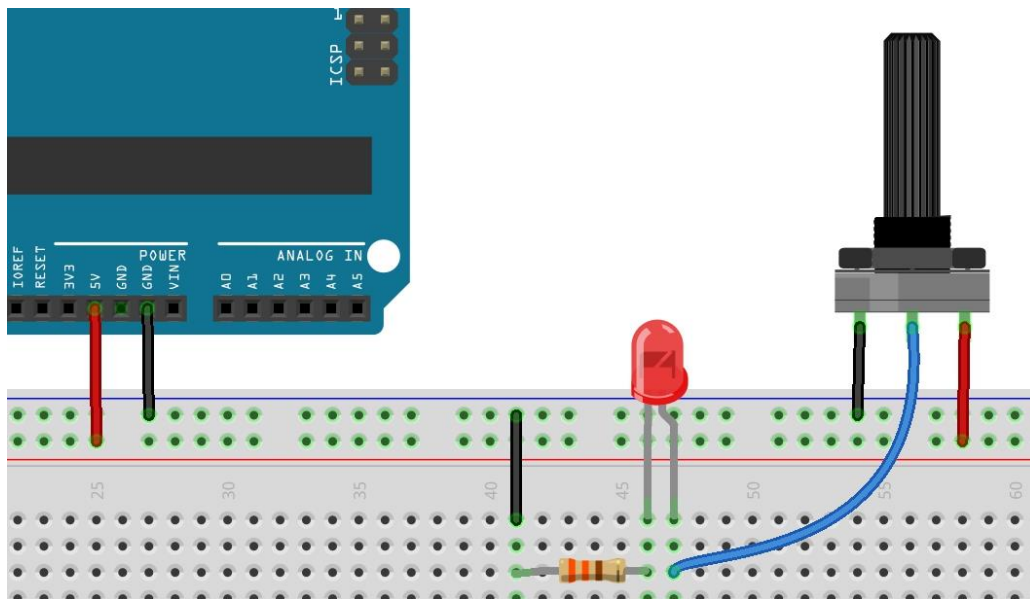 ICSP
1
POWER
ANALOG IN
IOREF
RESET
3V3
5V
GND
GND
VIN
A0
A1
A2
A3
A4
A5
25
30
35
40
45
50
55
60